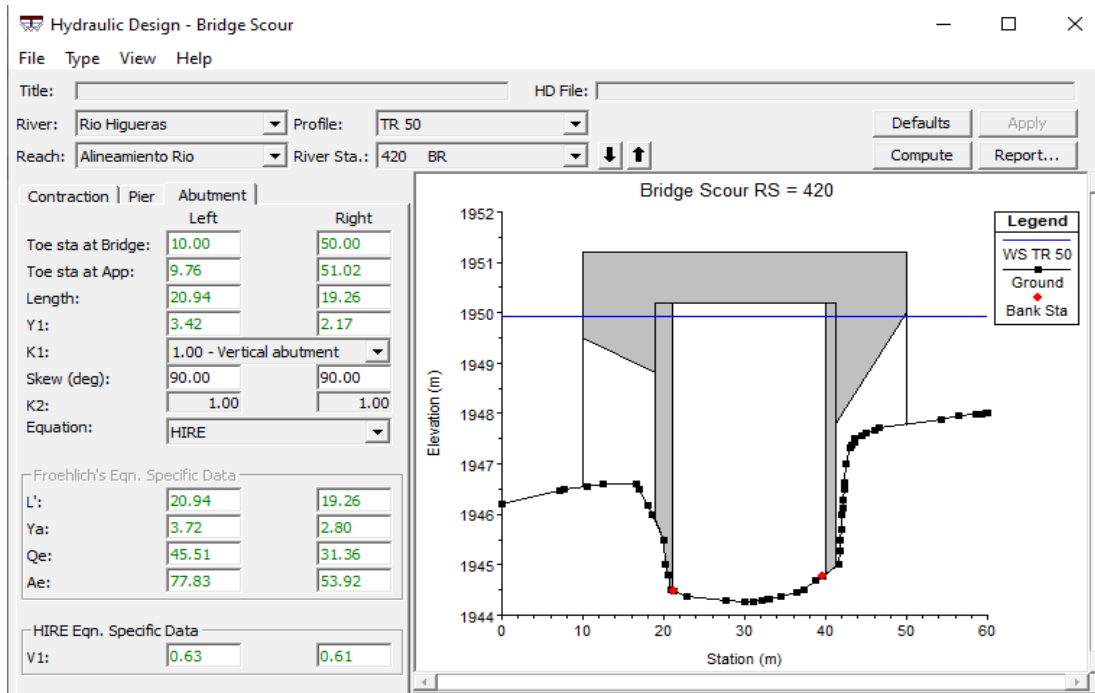 Hydraulic Design - Bridge Scour
File Type View Help
Title: HD File:
River: Rio Higueras Profile: TR 50 Defaults Apply
Reach: Alineamiento Rio River Sta.: 420 BR Compute Report...
Contraction Pier Abutment
Left Right
Toe sta at Bridge: 10.00 50.00
Toe sta at App: 9.76 51.02
Length: 20.94 19.26
Y1: 3.42 2.17
K1: 1.00 - Vertical abutment
Skew (deg): 90.00 90.00
K2: 1.00 1.00
Equation: HIRE
Froehlich's Eqn. Specific Data
L': 20.94 19.26
Ya: 3.72 2.80
Qe: 45.51 31.36
Ae: 77.83 53.92
HIRE Eqn. Specific Data
V1: 0.63 0.61
Bridge Scour RS = 420
1952
1951
1950
1949
1948
1947
1946
1945
1944
Elevation (m)
0 10 20 30 40 50 60
Station (m)
Legend
WS TR 50
Ground
Bank Sta